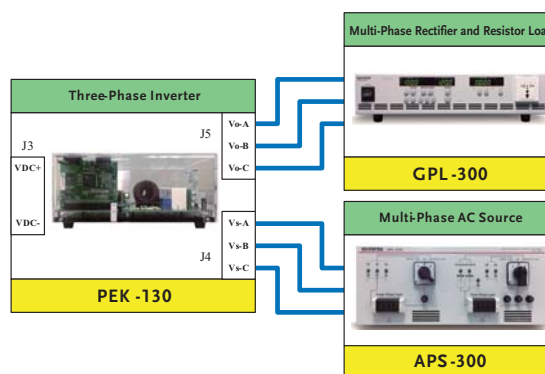 Multi-Phase Rectifier and Resistor Loa
GPL-300
Three-Phase Inverter
J3
J5
VDC+
VDC-
Vo-A
Vo-B
Vo-C
J4
Vs-A
Vs-B
Vs-C
PEK-130
Multi-Phase AC Source
APS-300